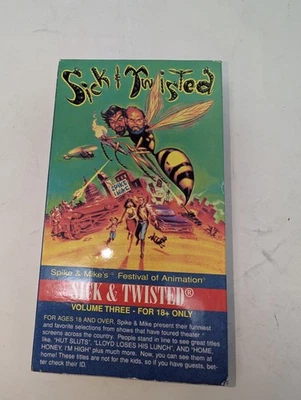 Sick & Twisted
SPIKE
& MIKE'S
Spike & Mike's® Festival of Animation®
SICK & TWISTED®
VOLUME THREE - FOR 18+ ONLY
FOR AGES 18 AND OVER, Spike & Mike present their funniest
and favorite selections from shows that have toured theater
screens across the country. People stand in line to see great titles
like, "HUT SLUTS", "LLOYD LOSES HIS LUNCH", AND "HOME
HONEY, I'M HIGH" plus much more. Now, you can see them at
home! These titles are not for the kids, so if you have guests, bet-
ter check their ID.